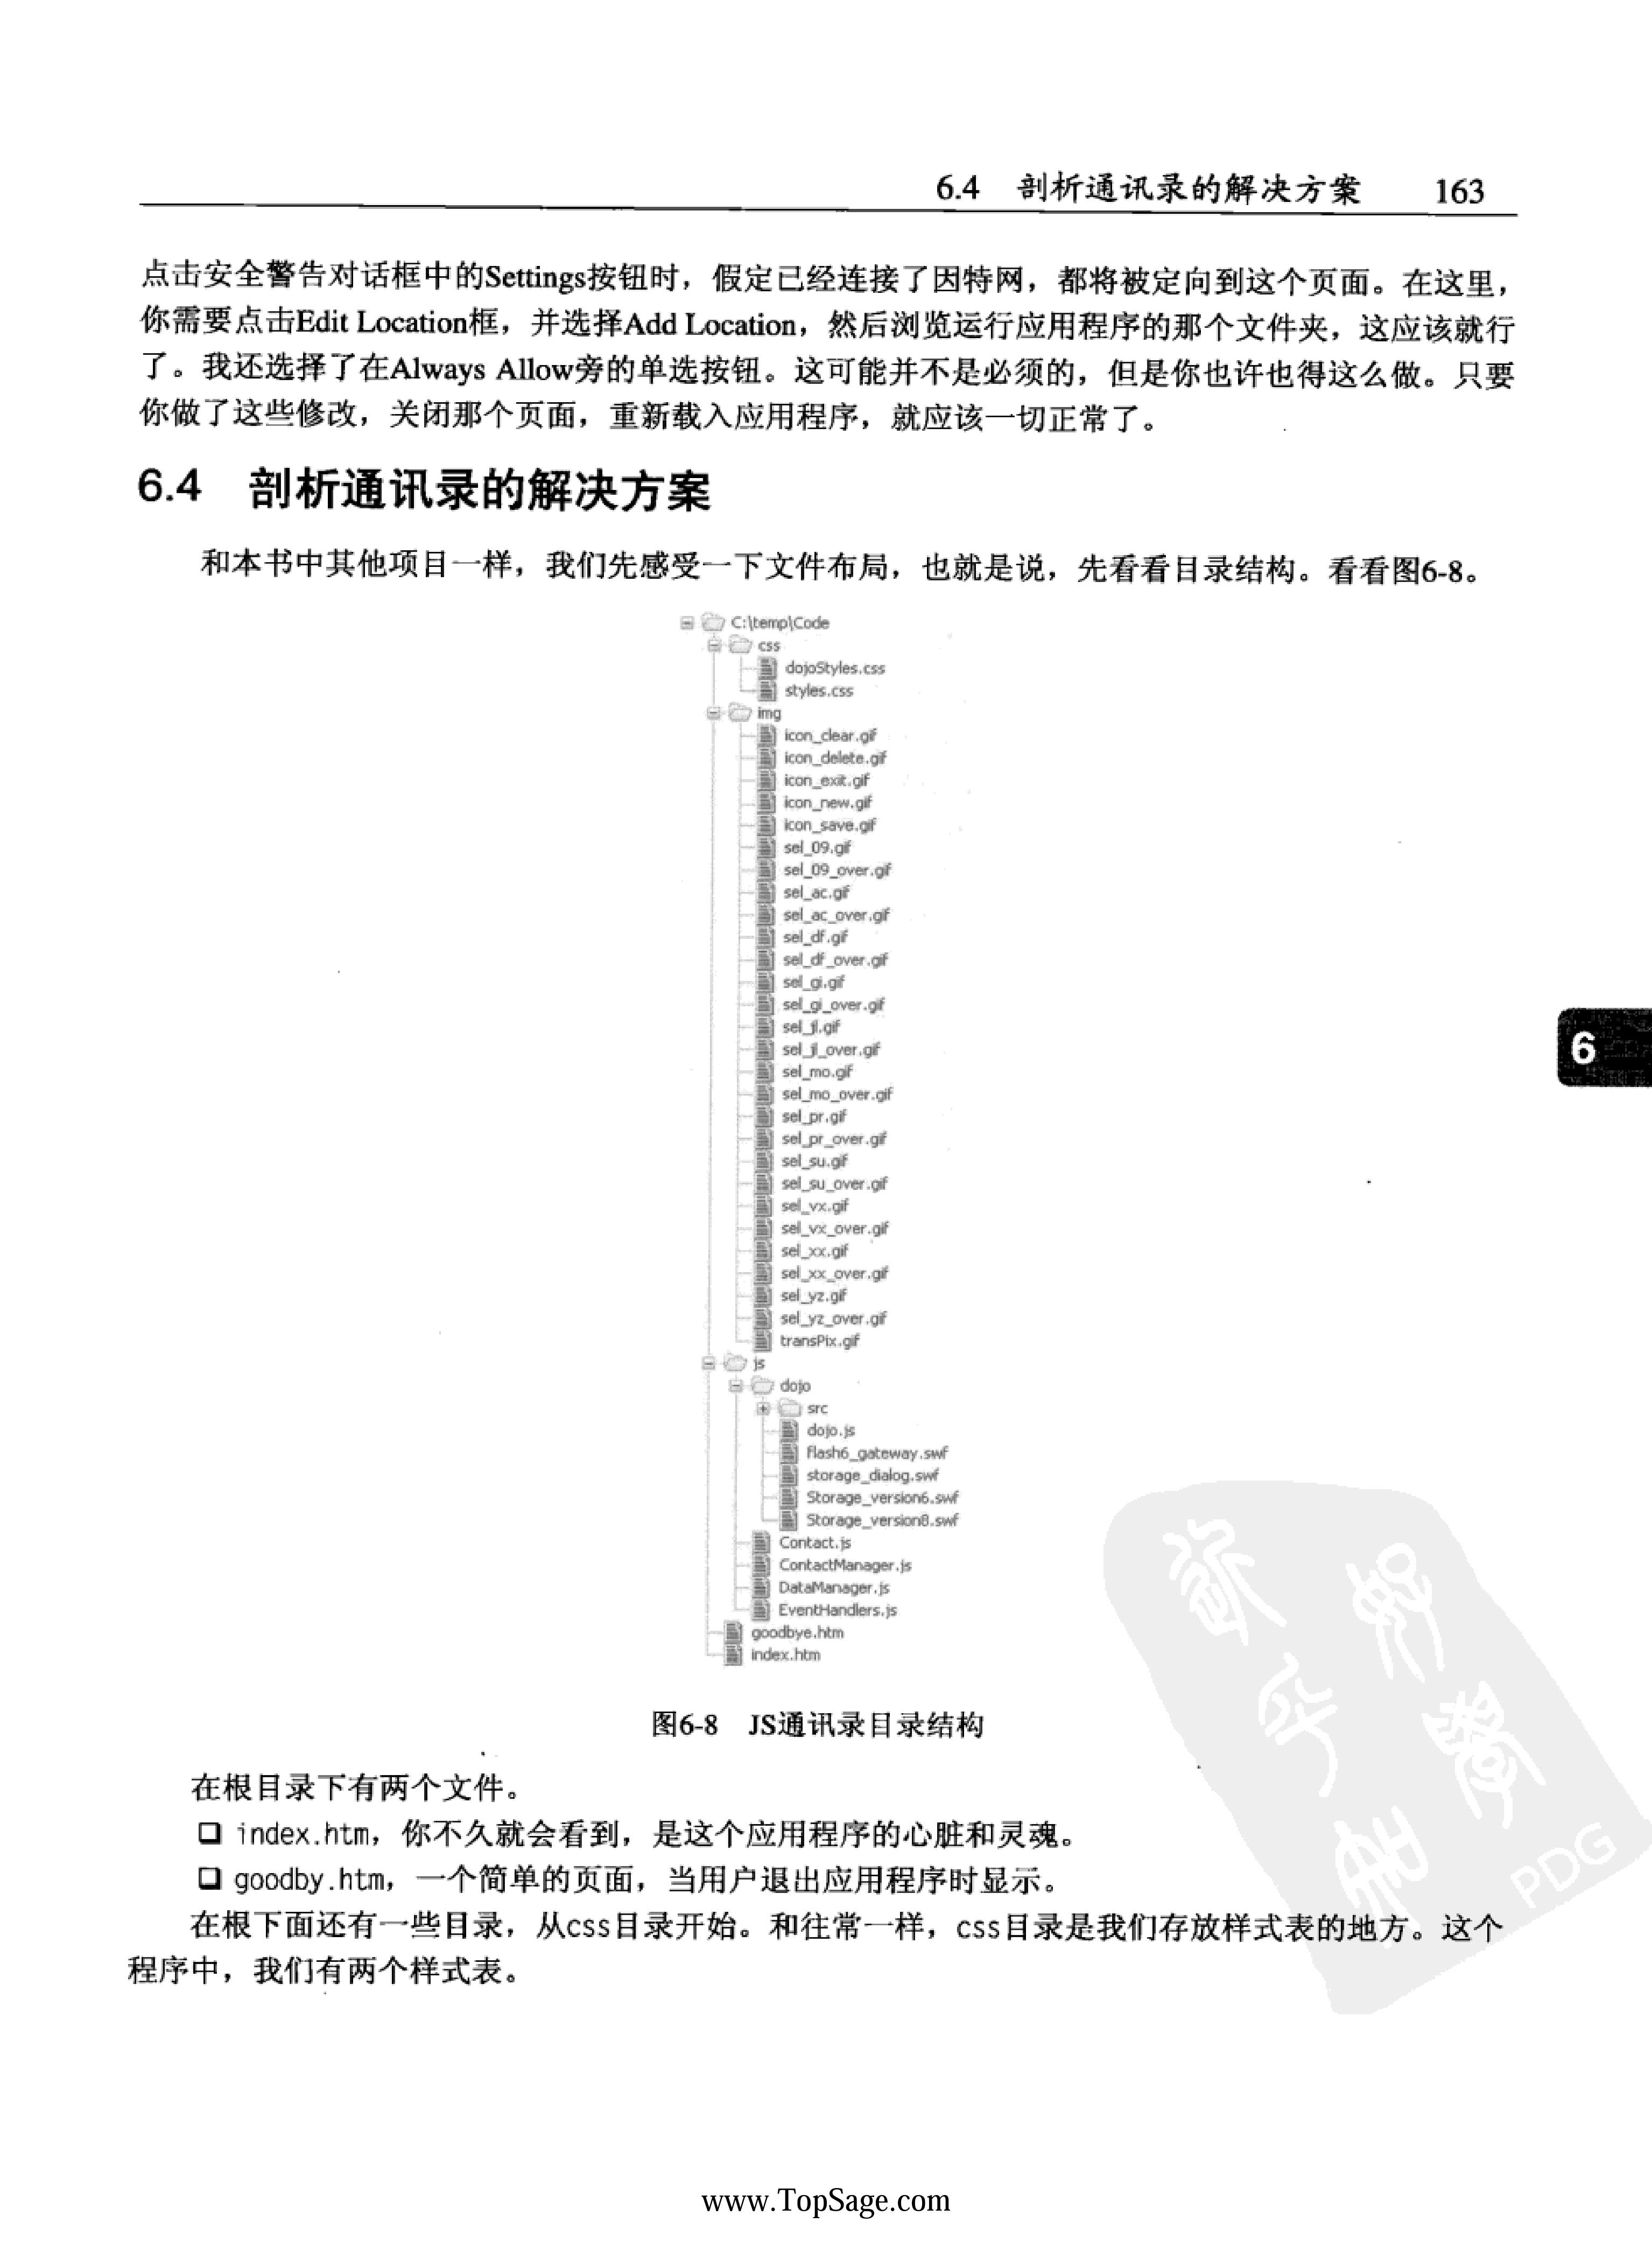 6.4 剖析通讯录的解决方案 163
点击安全警告对话框中的Settings按钮时，假定已经连接了因特网，都将被定向到这个页面。在这里，
你需要点击Edit Location框，并选择Add Location，然后浏览运行应用程序的那个文件夹，这应该就行
了。我还选择了在Always Allow旁的单选按钮。这可能并不是必须的，但是你也许也得这么做。只要
你做了这些修改，关闭那个页面，重新载入应用程序，就应该一切正常了。
6.4 剖析通讯录的解决方案
和本书中其他项目一样，我们先感受一下文件布局，也就是说，先看看目录结构。看看图6-8。
C:\temp\Code
css
dojoStyles.css
styles.css
img
icon_clear.gif
icon_delete.gif
icon_exit.gif
icon_new.gif
icon_save.gif
sel_09.gif
sel_09_over.gif
sel_ac.gif
sel_ac_over.gif
sel_df.gif
sel_df_over.gif
sel_gi.gif
sel_gi_over.gif
sel_jl.gif
sel_jl_over.gif
6
sel_mo.gif
sel_mo_over.gif
sel_pr.gif
sel_pr_over.gif
sel_su.gif
sel_su_over.gif
sel_vx.gif
sel_vx_over.gif
sel_xx.gif
sel_xx_over.gif
sel_yz.gif
sel_yz_over.gif
transPix.gif
js
dojo
src
dojo.js
flash6_gateway.swf
storage_dialog.swf
Storage_version6.swf
Storage_version8.swf
Contact.js
ContactManager.js
DataManager.js
EventHandlers.js
goodbye.htm
index.htm
图6-8 JS通讯录目录结构
在根目录下有两个文件。
❏ index.htm，你不久就会看到，是这个应用程序的心脏和灵魂。
❏ goodby.htm，一个简单的页面，当用户退出应用程序时显示。
在根下面还有一些目录，从css目录开始。和往常一样，css目录是我们存放样式表的地方。这个
程序中，我们有两个样式表。
PDG
www.TopSage.com